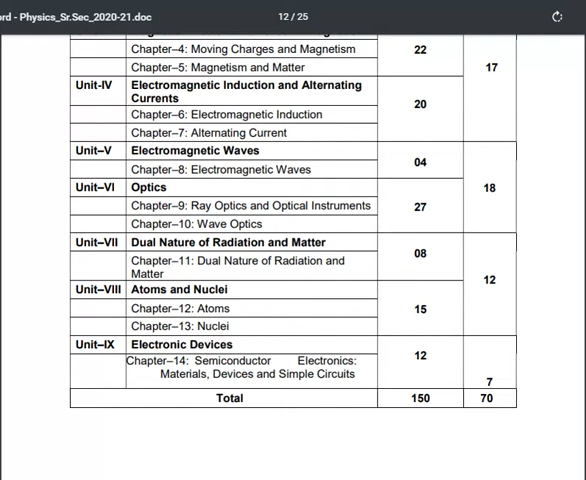 ord - Physics_Sr.Sec_2020-21.doc 12 / 25
Chapter–4: Moving Charges and Magnetism 22
Chapter–5: Magnetism and Matter 17
Unit-IV Electromagnetic Induction and Alternating
Currents
20
Chapter–6: Electromagnetic Induction
Chapter–7: Alternating Current
Unit–V Electromagnetic Waves
04
Chapter–8: Electromagnetic Waves
Unit–VI Optics 18
Chapter–9: Ray Optics and Optical Instruments 27
Chapter–10: Wave Optics
Unit–VII Dual Nature of Radiation and Matter
08
Chapter–11: Dual Nature of Radiation and
Matter
12
Unit–VIII Atoms and Nuclei
Chapter–12: Atoms 15
Chapter–13: Nuclei
Unit–IX Electronic Devices
12
Chapter–14: Semiconductor Electronics:
Materials, Devices and Simple Circuits
7
Total 150 70